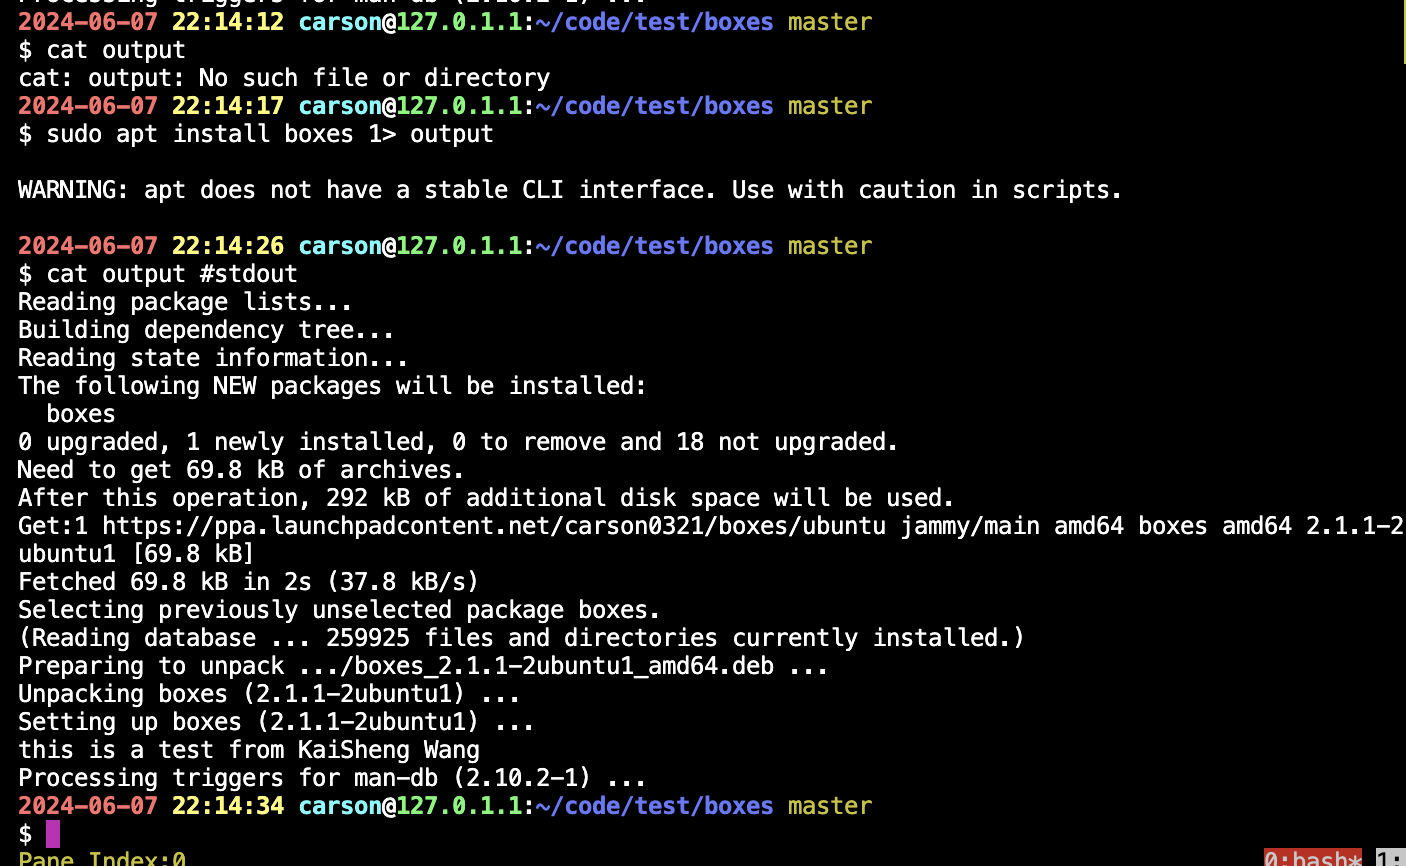 Processing triggers for man-db (2.10.2-1) ...
2024-06-07 22:14:12 carson@127.0.1.1:~/code/test/boxes master
$ cat output
cat: output: No such file or directory
2024-06-07 22:14:17 carson@127.0.1.1:~/code/test/boxes master
$ sudo apt install boxes 1> output
WARNING: apt does not have a stable CLI interface. Use with caution in scripts.
2024-06-07 22:14:26 carson@127.0.1.1:~/code/test/boxes master
$ cat output #stdout
Reading package lists...
Building dependency tree...
Reading state information...
The following NEW packages will be installed:
  boxes
0 upgraded, 1 newly installed, 0 to remove and 18 not upgraded.
Need to get 69.8 kB of archives.
After this operation, 292 kB of additional disk space will be used.
Get:1 https://ppa.launchpadcontent.net/carson0321/boxes/ubuntu jammy/main amd64 boxes amd64 2.1.1-2
ubuntu1 [69.8 kB]
Fetched 69.8 kB in 2s (37.8 kB/s)
Selecting previously unselected package boxes.
(Reading database ... 259925 files and directories currently installed.)
Preparing to unpack .../boxes_2.1.1-2ubuntu1_amd64.deb ...
Unpacking boxes (2.1.1-2ubuntu1) ...
Setting up boxes (2.1.1-2ubuntu1) ...
this is a test from KaiSheng Wang
Processing triggers for man-db (2.10.2-1) ...
2024-06-07 22:14:34 carson@127.0.1.1:~/code/test/boxes master
$
Pane Index:0 0:bash* 1: